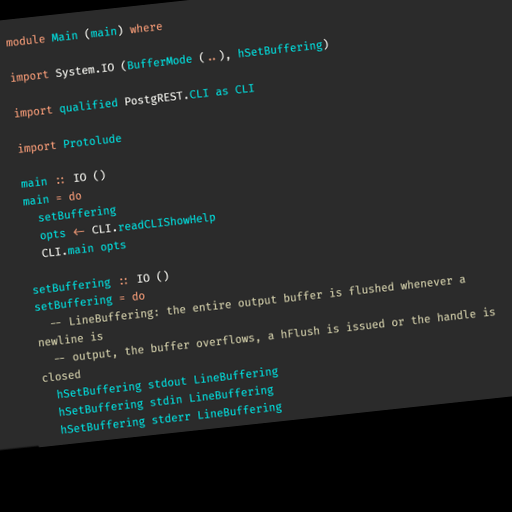 module Main (main) where
import System.IO (BufferMode (..), hSetBuffering)
import qualified PostgREST.CLI as CLI
import Protolude
main :: IO ()
main = do
setBuffering
opts <- CLI.readCLIShowHelp
CLI.main opts
setBuffering :: IO ()
setBuffering = do
-- LineBuffering: the entire output buffer is flushed whenever a
newline is
-- output, the buffer overflows, a hFlush is issued or the handle is
closed
hSetBuffering stdout LineBuffering
hSetBuffering stdin LineBuffering
hSetBuffering stderr LineBuffering